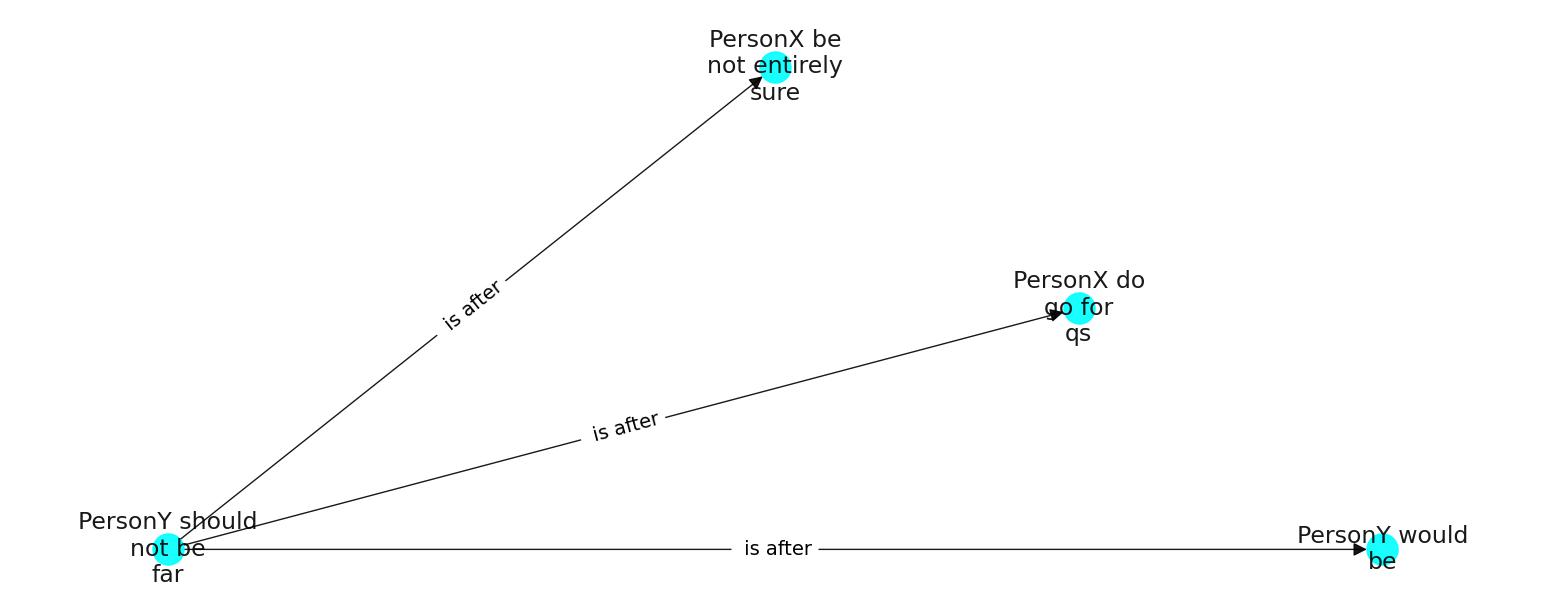 PersonX be
not entirely
sure
is after
PersonX do
go for
qs
is after
PersonY should
not be
far
is after
PersonY would
be